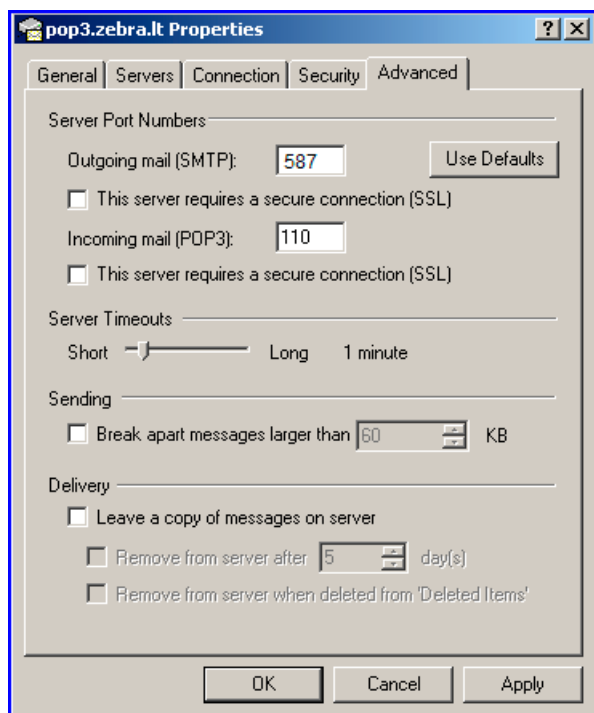 pop3.zebra.lt Properties
General Servers Connection Security Advanced
Server Port Numbers
Outgoing mail (SMTP): 587 Use Defaults
This server requires a secure connection (SSL)
Incoming mail (POP3): 110
This server requires a secure connection (SSL)
Server Timeouts
Short Long 1 minute
Sending
Break apart messages larger than 60 KB
Delivery
Leave a copy of messages on server
Remove from server after 5 day(s)
Remove from server when deleted from 'Deleted Items'
OK Cancel Apply